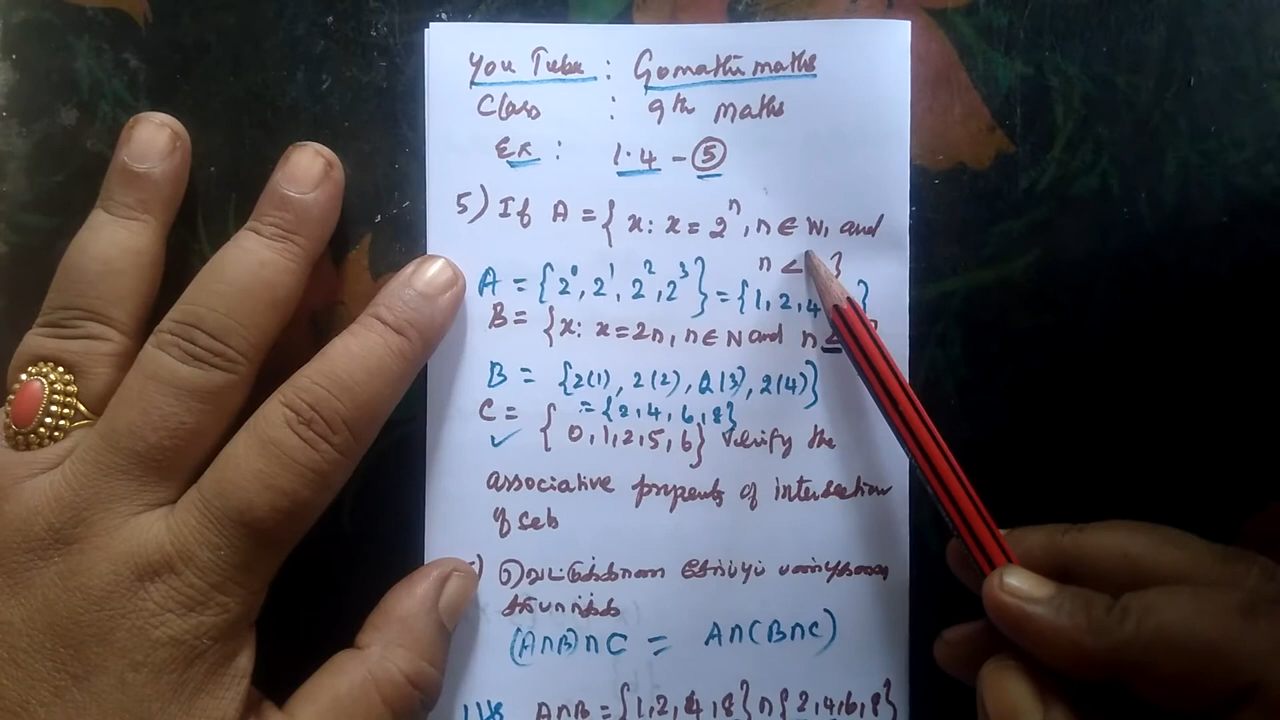 You Tube : Gomathi maths
Class : 9th maths
Ex : 1.4 - 5
5) If A = { x : x = 2ⁿ, n ∈ W, and
n < }
A = {2⁰, 2¹, 2², 2³} = {1, 2, 4 }
B = {x : x = 2n, n ∈ N and n ≤
B = {2(1), 2(2), 2(3), 2(4)}
= {2, 4, 6, 8}
C = { 0, 1, 2, 5, 6} Verify the
associative property of intersection
of sets
(A∩B)∩C = A∩(B∩C)
LHS A∩B = {1, 2, 4, 8} ∩ {2, 4, 6, 8}